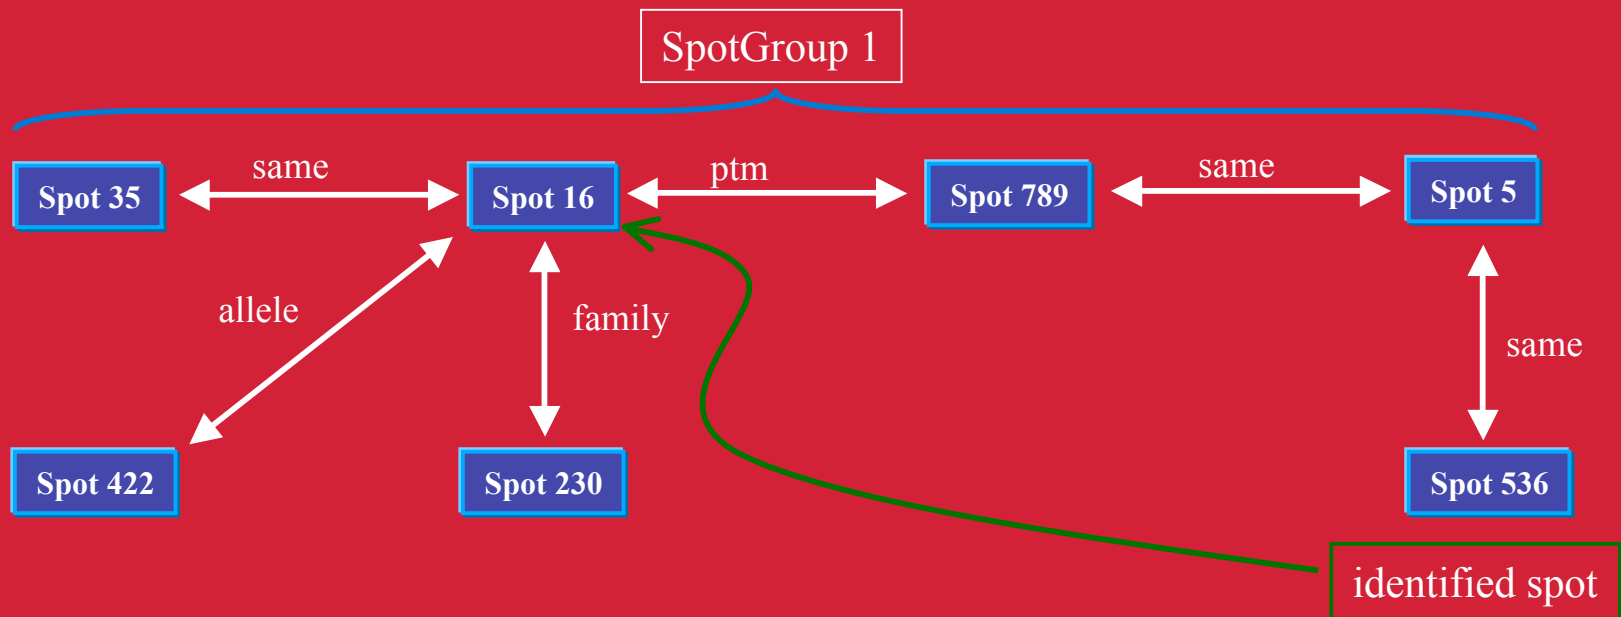 SpotGroup 1
same
ptm
same
Spot 35
Spot 16
Spot 789
Spot 5
allele
family
same
Spot 422
Spot 230
Spot 536
identified spot